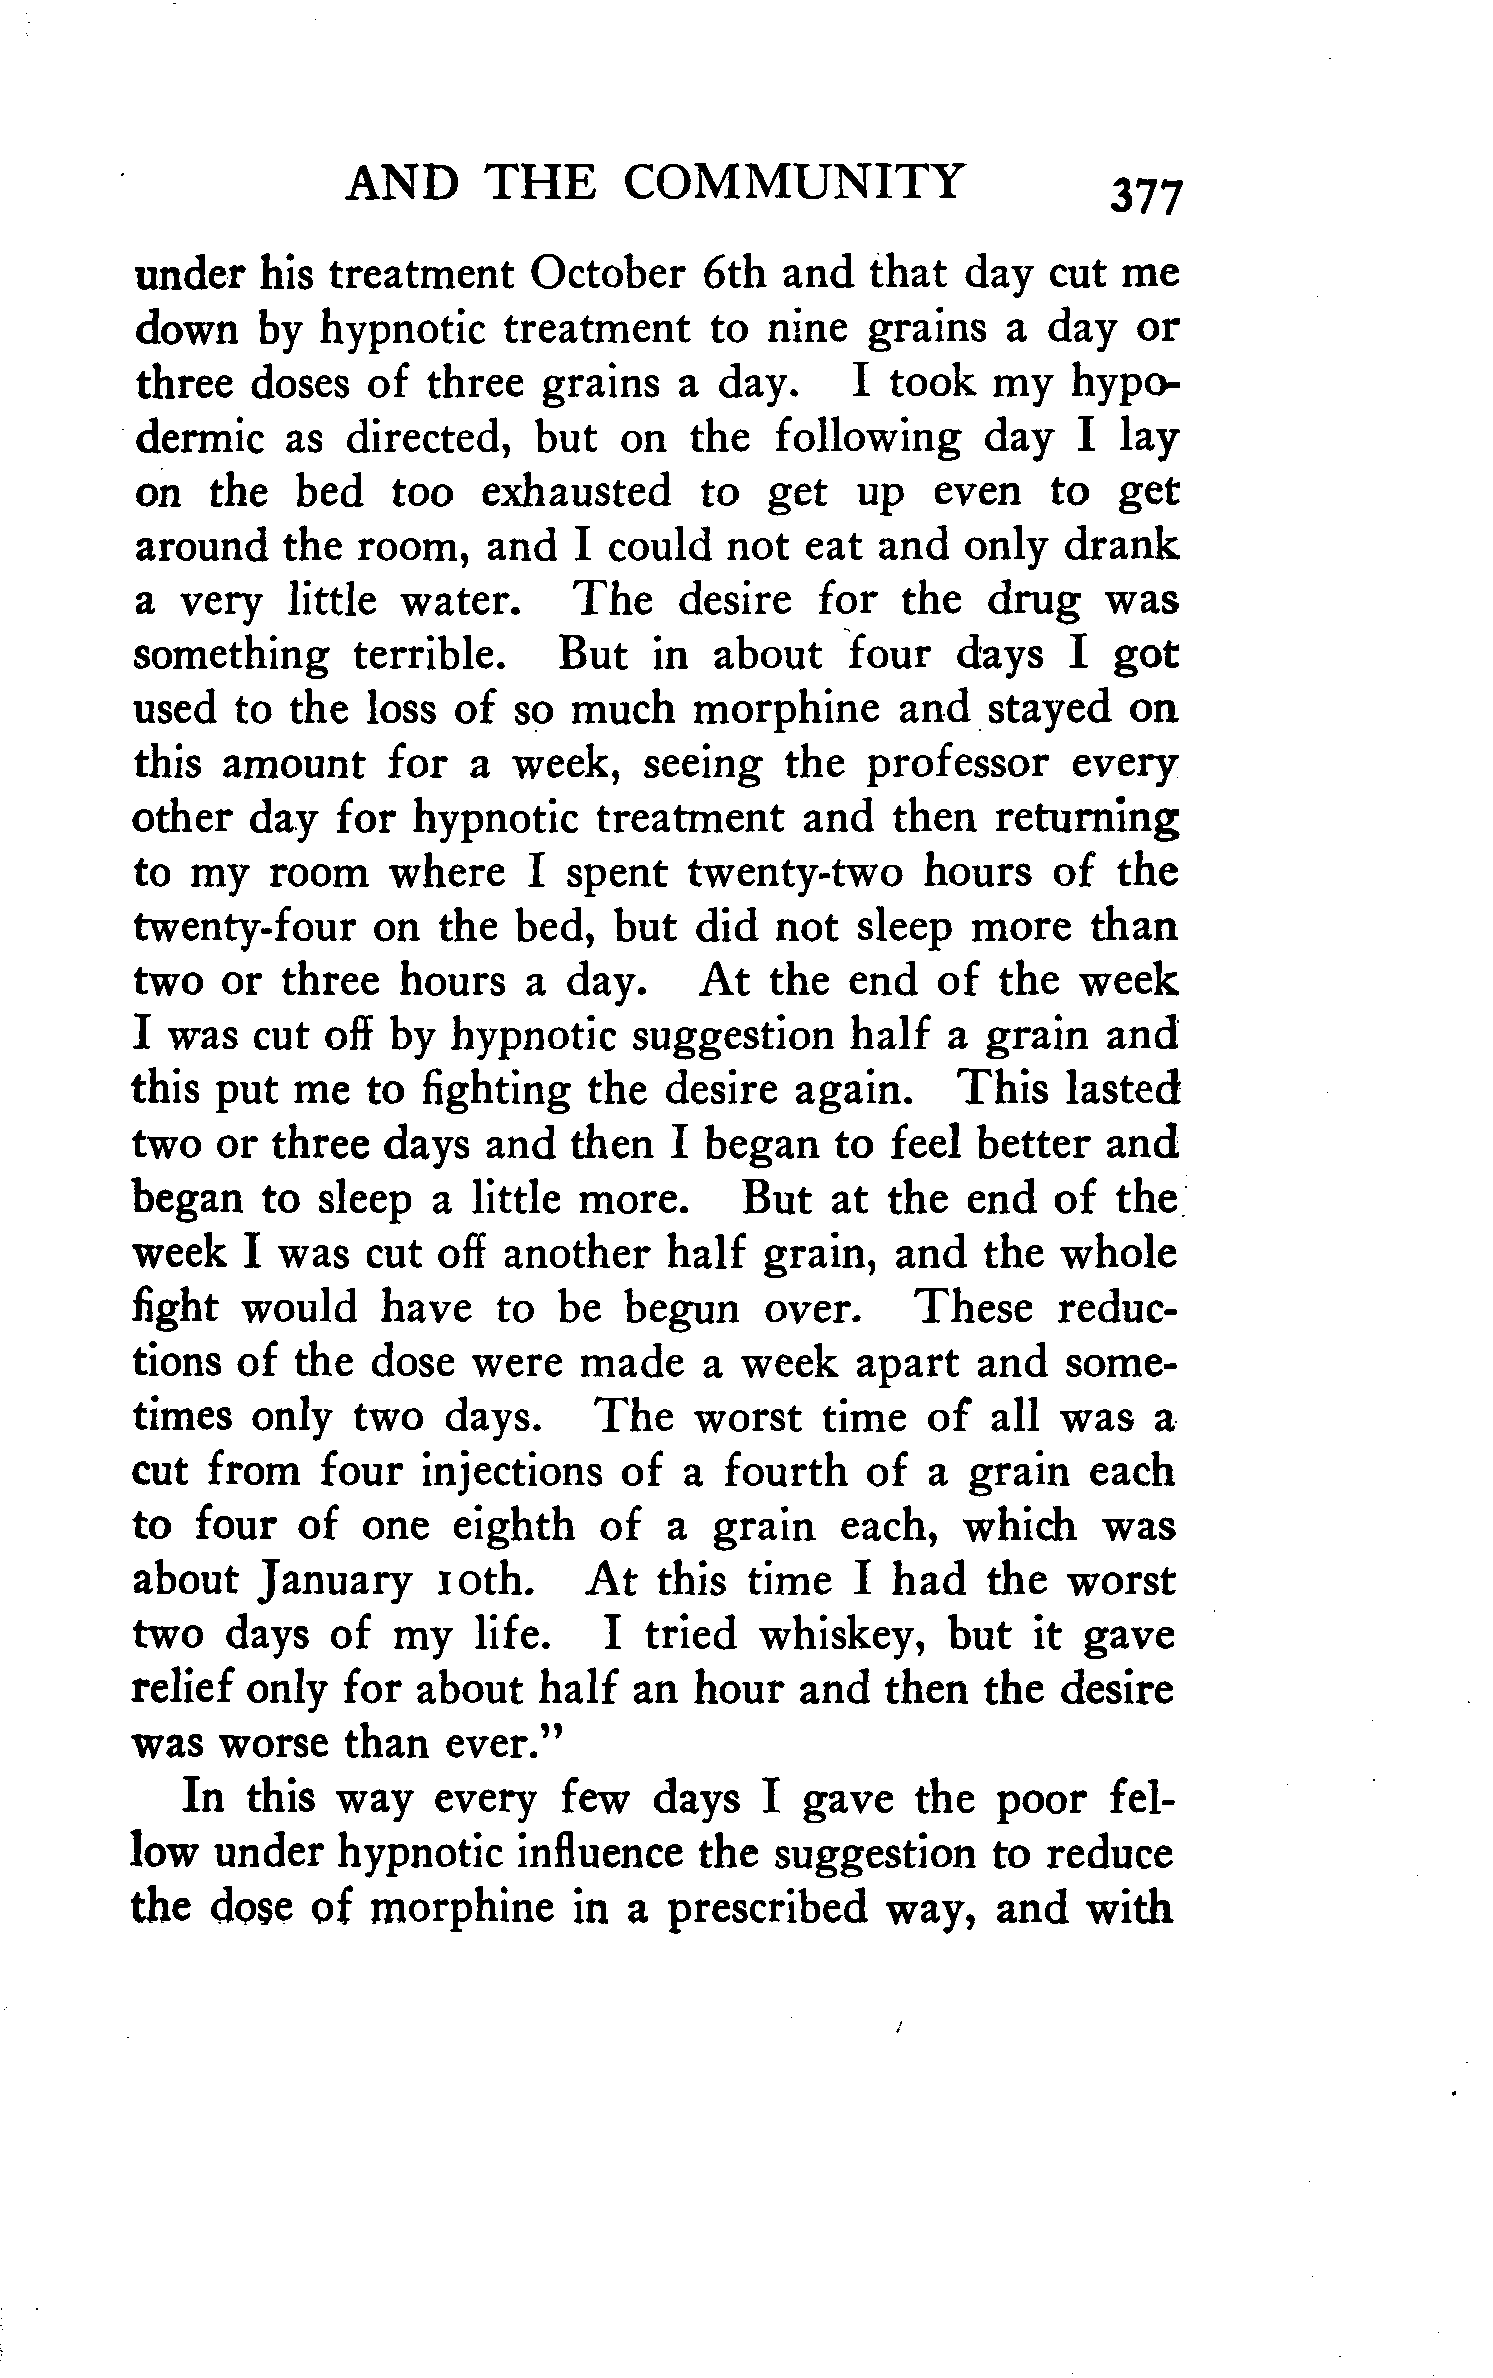 AND THE COMMUNITY 377
under his treatment October 6th and that day cut me
down by hypnotic treatment to nine grains a day or
three doses of three grains a day. I took my hypo-
dermic as directed, but on the following day I lay
on the bed too exhausted to get up even to get
around the room, and I could not eat and only drank
a very little water. The desire for the drug was
something terrible. But in about four days I got
used to the loss of so much morphine and stayed on
this amount for a week, seeing the professor every
other day for hypnotic treatment and then returning
to my room where I spent twenty-two hours of the
twenty-four on the bed, but did not sleep more than
two or three hours a day. At the end of the week
I was cut off by hypnotic suggestion half a grain and
this put me to fighting the desire again. This lasted
two or three days and then I began to feel better and
began to sleep a little more. But at the end of the
week I was cut off another half grain, and the whole
fight would have to be begun over. These reduc-
tions of the dose were made a week apart and some-
times only two days. The worst time of all was a
cut from four injections of a fourth of a grain each
to four of one eighth of a grain each, which was
about January 10th. At this time I had the worst
two days of my life. I tried whiskey, but it gave
relief only for about half an hour and then the desire
was worse than ever."
In this way every few days I gave the poor fel-
low under hypnotic influence the suggestion to reduce
the dose of morphine in a prescribed way, and with